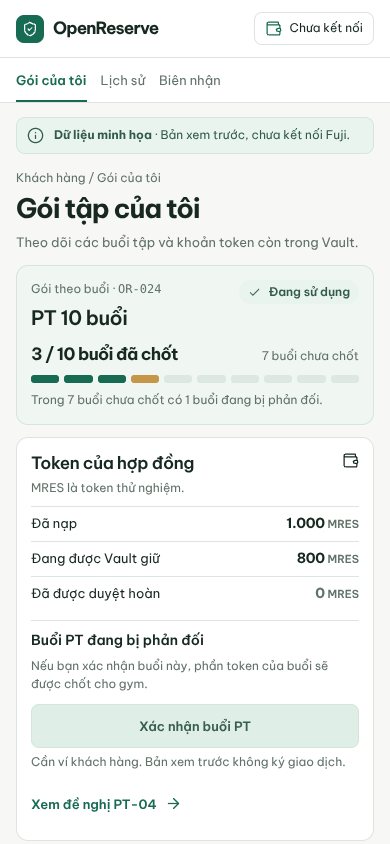 OpenReserve
Chưa kết nối
Gói của tôi
Lịch sử
Biên nhận
Dữ liệu minh họa · Bản xem trước, chưa kết nối Fuji.
Khách hàng / Gói của tôi
Gói tập của tôi
Theo dõi các buổi tập và khoản token còn trong Vault.
Gói theo buổi · OR-024
Đang sử dụng
PT 10 buổi
3 / 10 buổi đã chốt
7 buổi chưa chốt
Trong 7 buổi chưa chốt có 1 buổi đang bị phản đối.
Token của hợp đồng
MRES là token thử nghiệm.
Đã nạp
1.000 MRES
Đang được Vault giữ
800 MRES
Đã được duyệt hoàn
0 MRES
Buổi PT đang bị phản đối
Nếu bạn xác nhận buổi này, phần token của buổi sẽ
được chốt cho gym.
Xác nhận buổi PT
Cần ví khách hàng. Bản xem trước không ký giao dịch.
Xem đề nghị PT-04